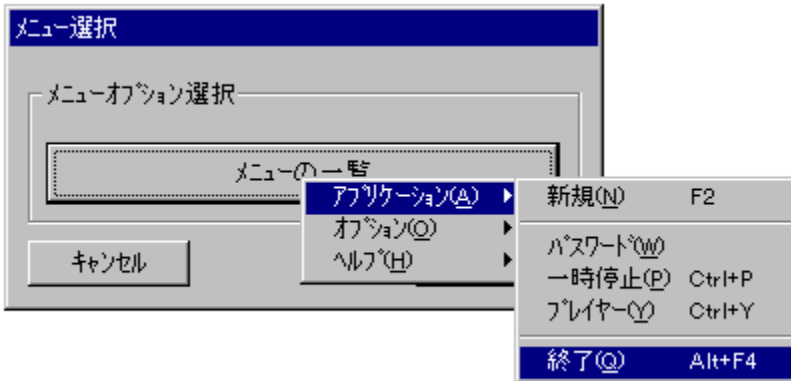 メニュー選択
メニューオプション選択
メニューの一覧
アプリケーション(A)
オプション(O)
ヘルプ(H)
キャンセル
新規(N) F2
パスワード(W)
一時停止(P) Ctrl+P
プレイヤー(Y) Ctrl+Y
終了(Q) Alt+F4